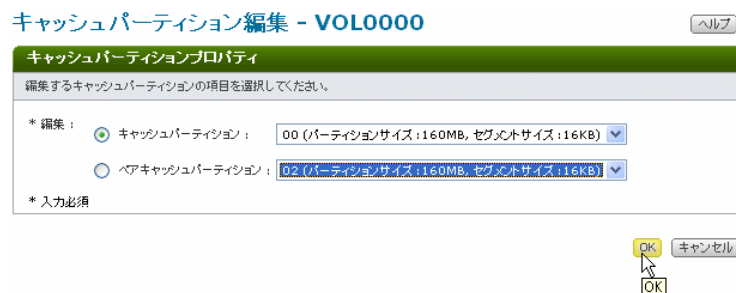 キャッシュパーティション編集 - VOL0000
ヘルプ
キャッシュパーティションプロパティ
編集するキャッシュパーティションの項目を選択してください。
* 編集：
キャッシュパーティション： 00 (パーティションサイズ:160MB, セグメントサイズ:16KB)
ペアキャッシュパーティション： 02 (パーティションサイズ:160MB, セグメントサイズ:16KB)
* 入力必須
OK キャンセル
OK